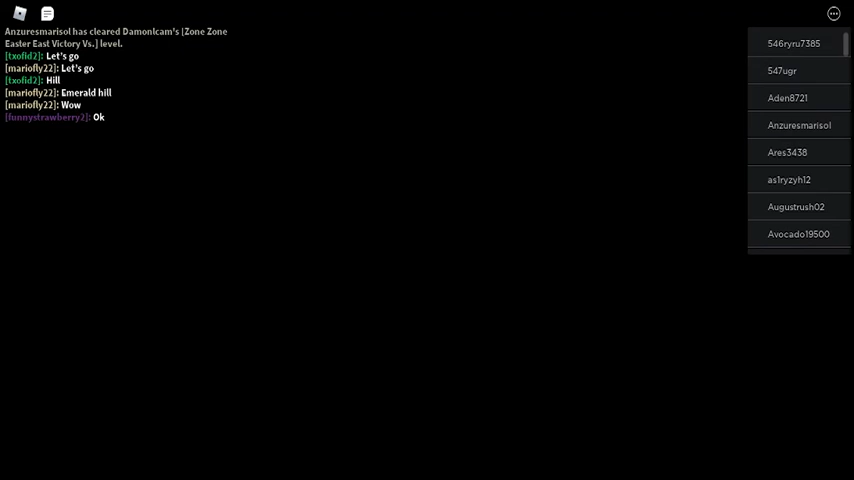 Anzuresmarisol has cleared Damonlcam's [Zone Zone
Easter East Victory Vs.] level.
[txofid2]: Let's go
[mariofly22]: Let's go
[txofid2]: Hill
[mariofly22]: Emerald hill
[mariofly22]: Wow
[funnystrawberry2]: Ok
546ryru7385
547ugr
Aden8721
Anzuresmarisol
Ares3438
as1ryzyh12
Augustrush02
Avocado19500